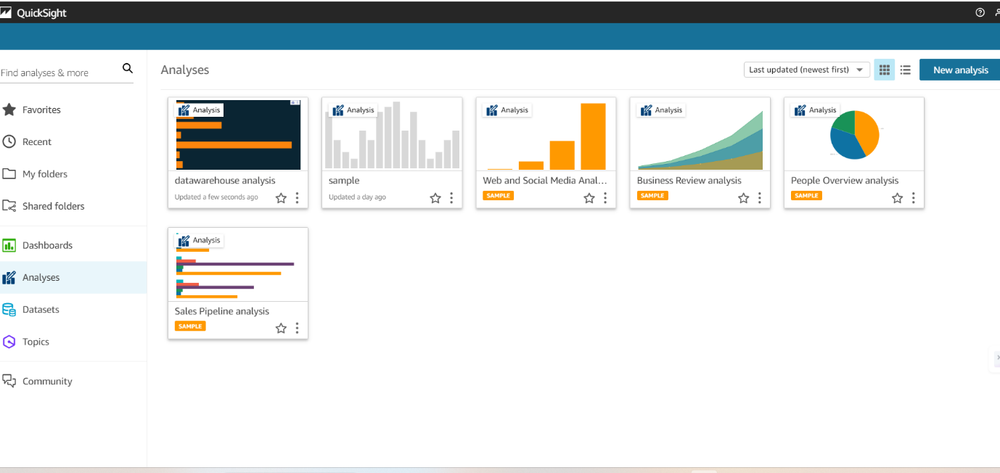 QuickSight
Find analyses & more
Favorites
Recent
My folders
Shared folders
Dashboards
Analyses
Datasets
Topics
Community
Analyses
Last updated (newest first)
New analysis
Analysis
datawarehouse analysis
Updated a few seconds ago
Analysis
sample
Updated a day ago
Analysis
Web and Social Media Anal...
SAMPLE
Analysis
Business Review analysis
SAMPLE
Analysis
People Overview analysis
SAMPLE
Analysis
Sales Pipeline analysis
SAMPLE